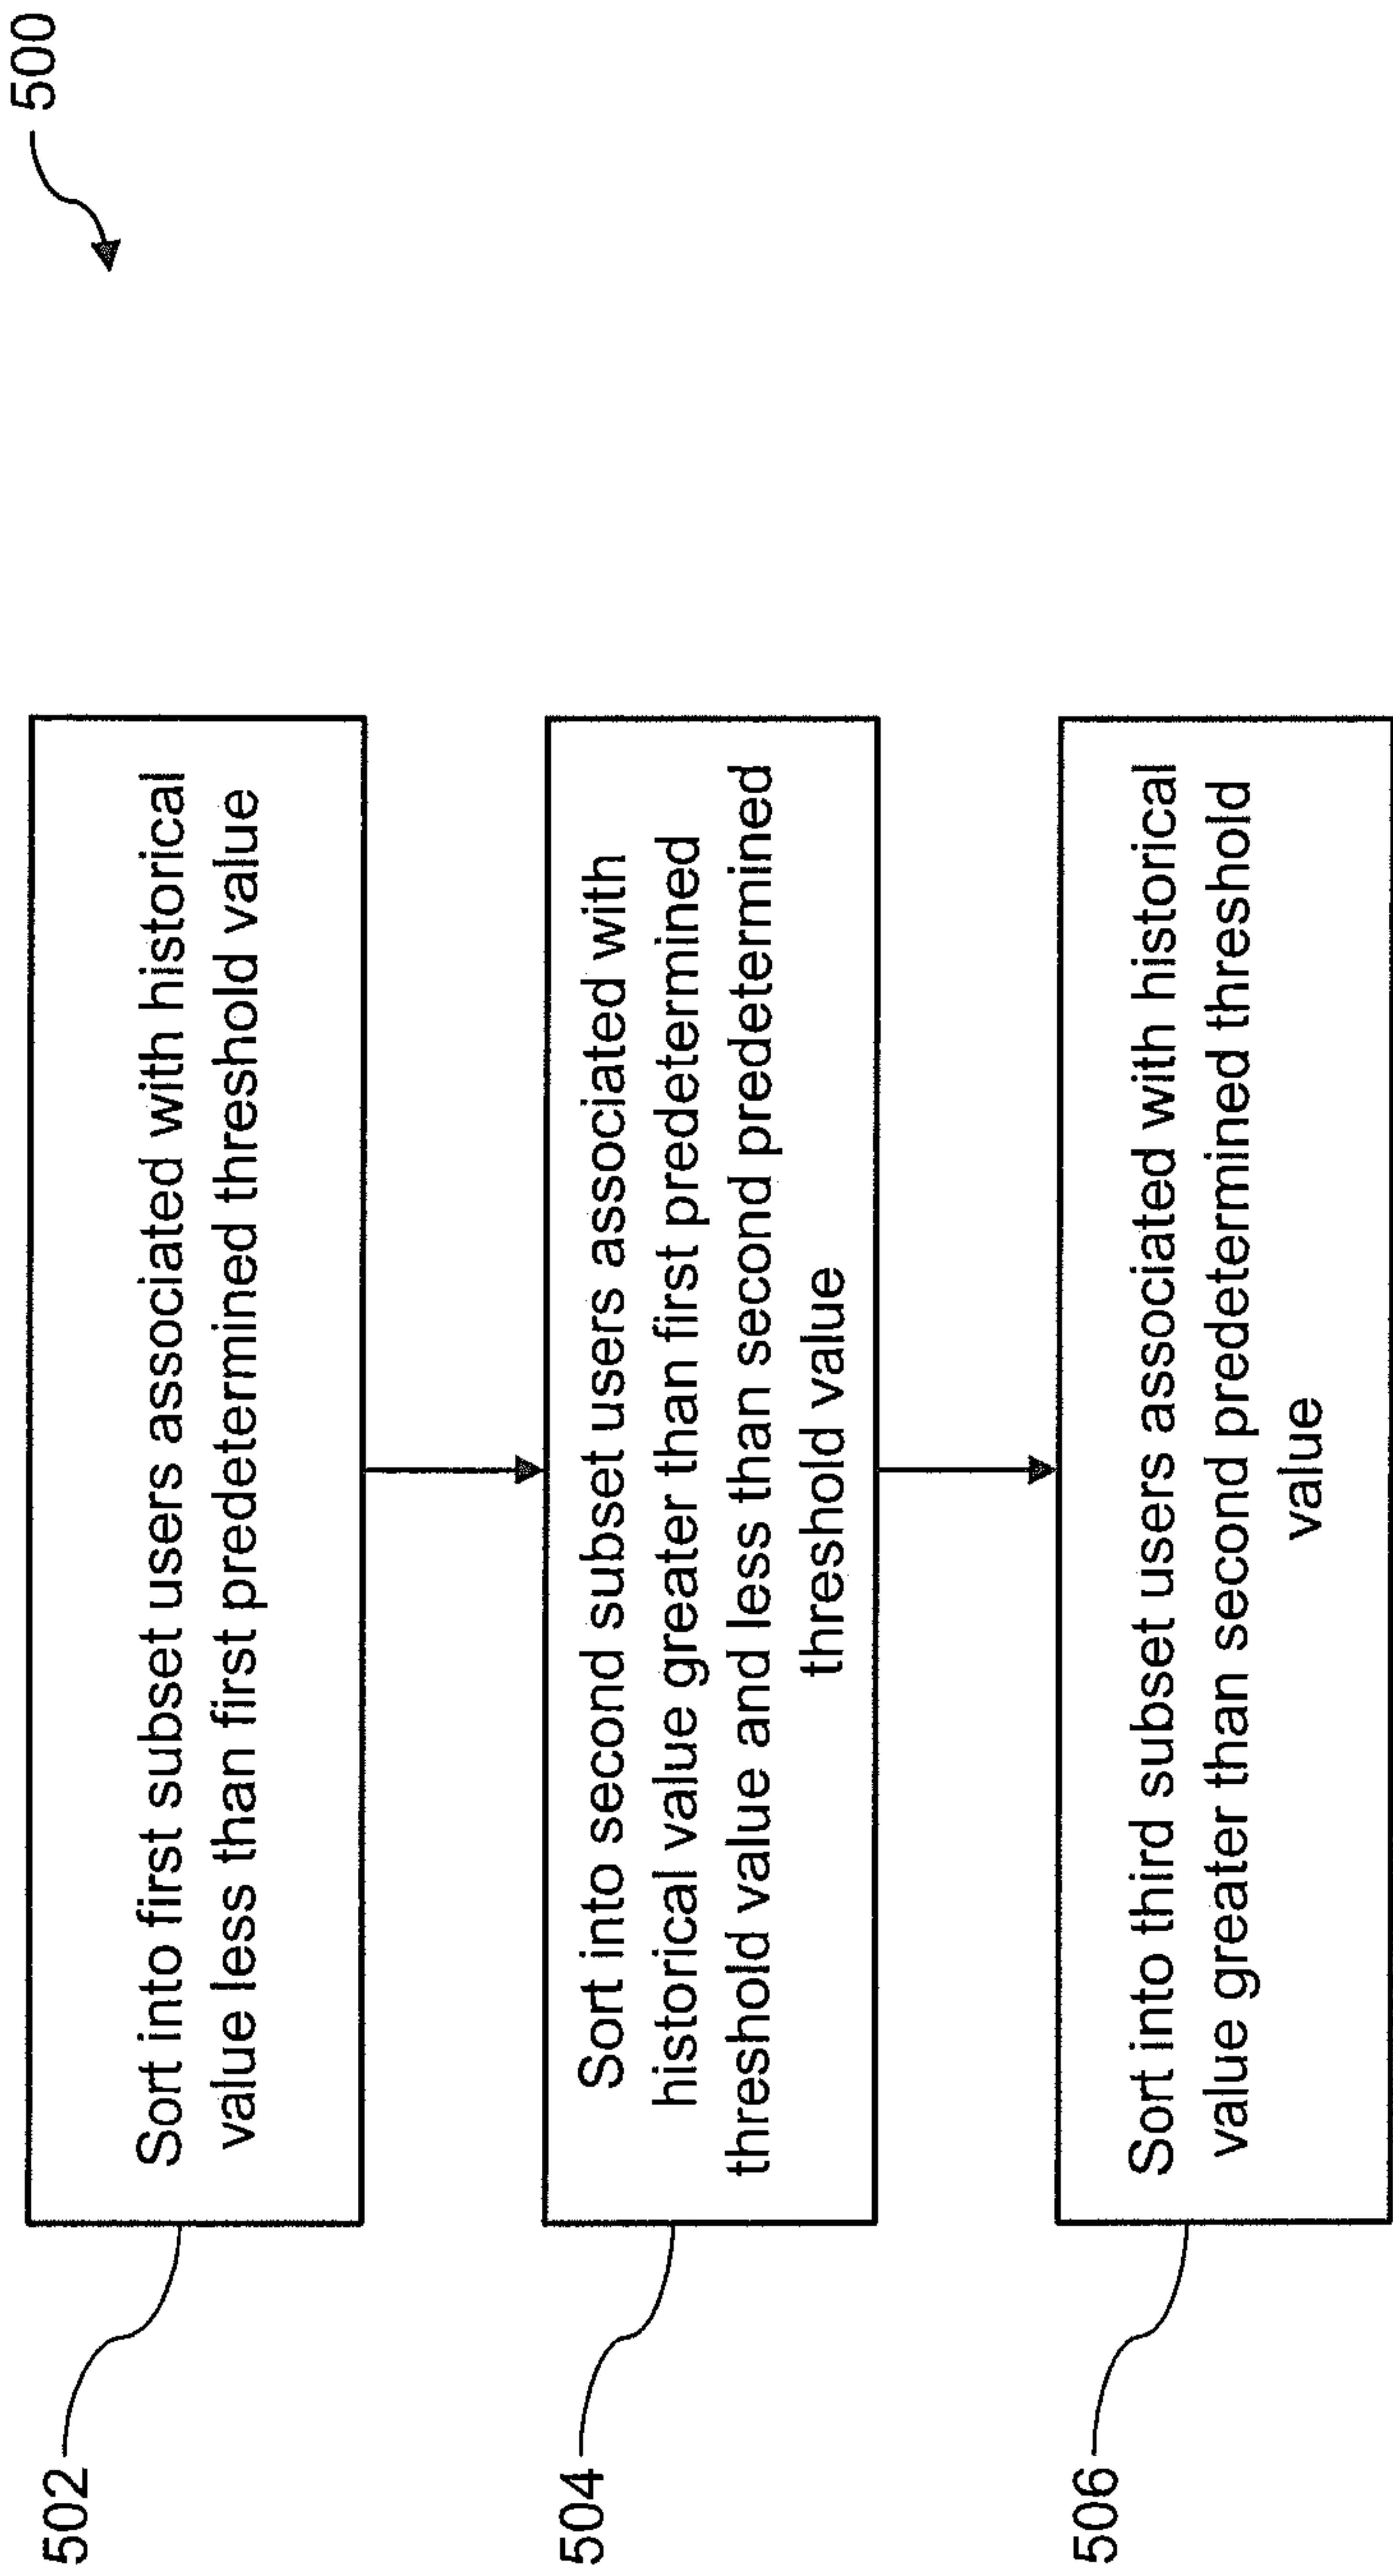 500
502
Sort into first subset users associated with historical
value less than first predetermined threshold value
504
Sort into second subset users associated with
historical value greater than first predetermined
threshold value and less than second predetermined
threshold value
506
Sort into third subset users associated with historical
value greater than second predetermined threshold
value